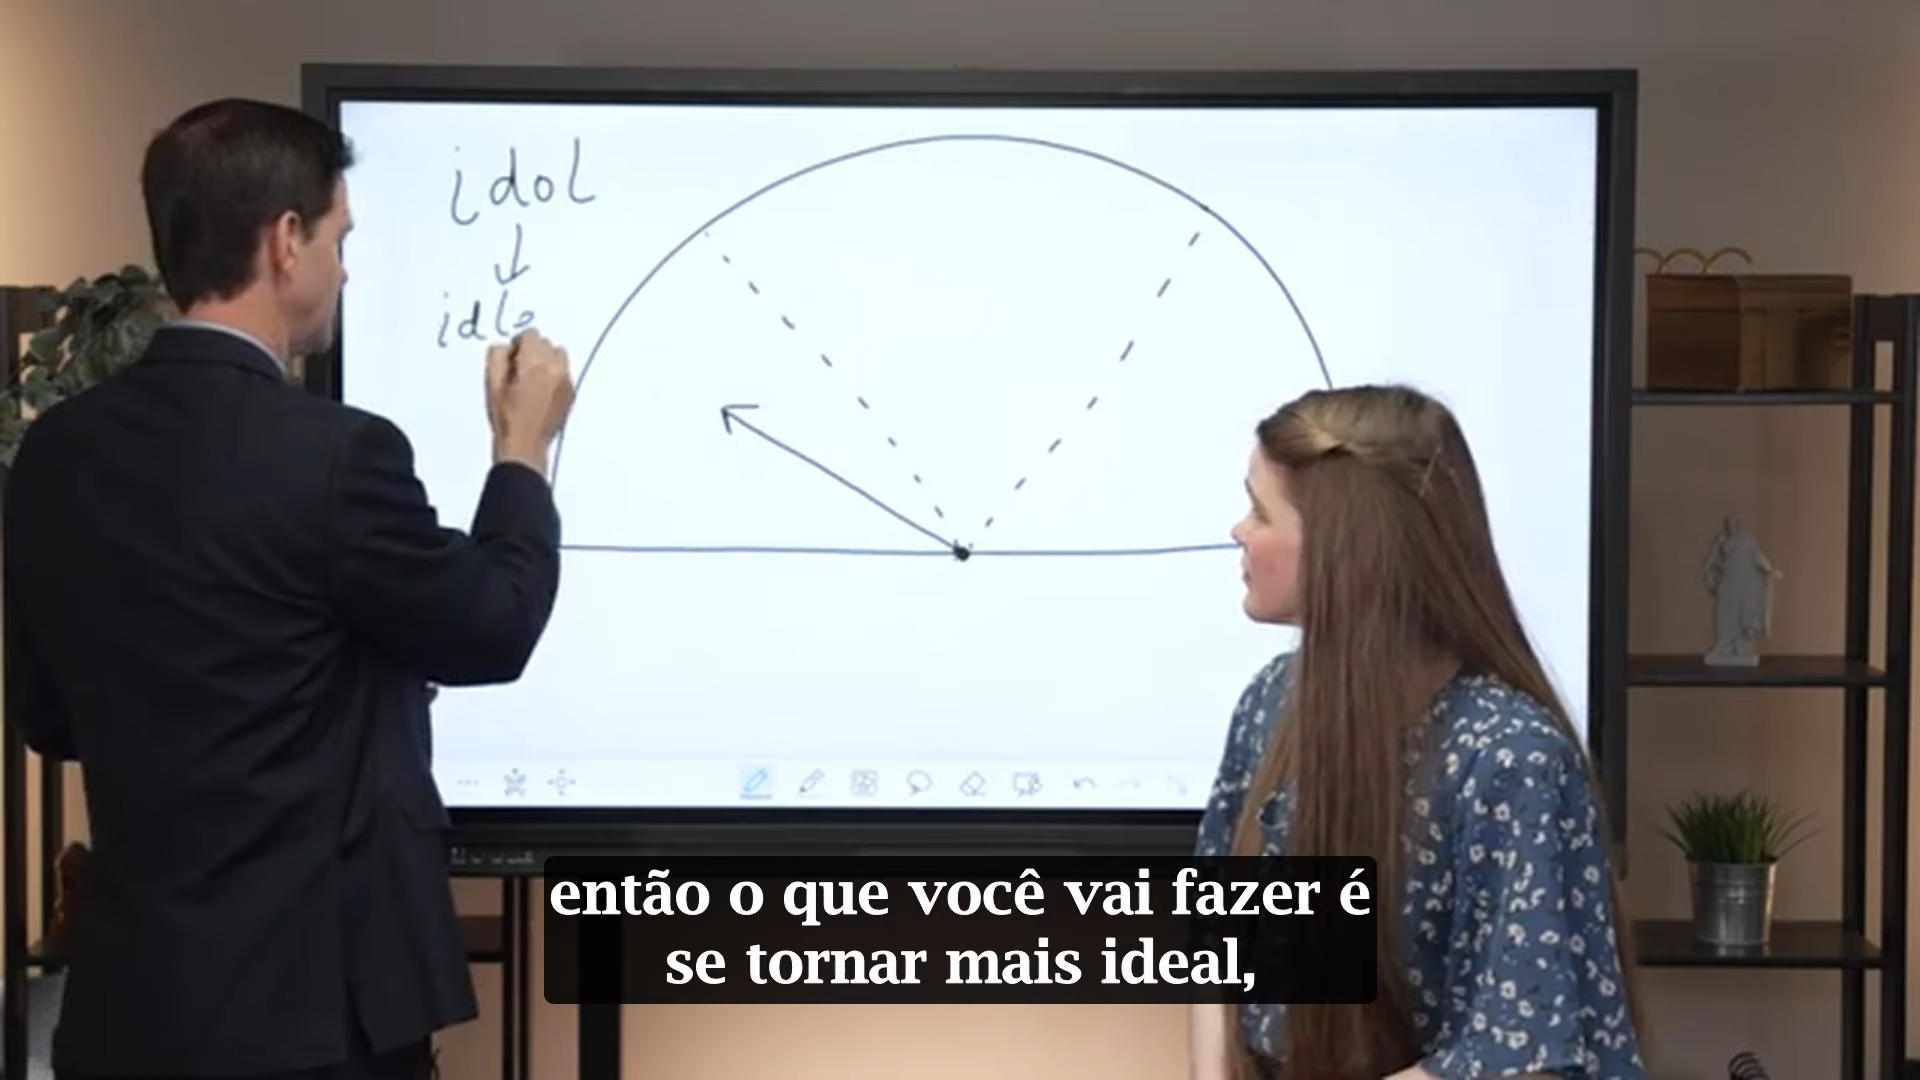 idol
idle
então o que você vai fazer é
se tornar mais ideal,